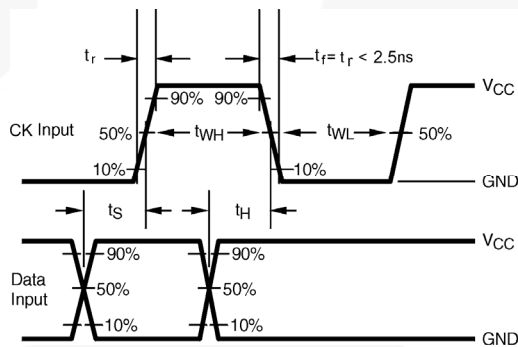 tr
tf = tr < 2.5ns
VCC
90% 90%
CK Input
50%
tWH
tWL
50%
10%
10%
GND
tS
tH
VCC
90%
90%
Data
Input
50%
50%
10%
10%
GND